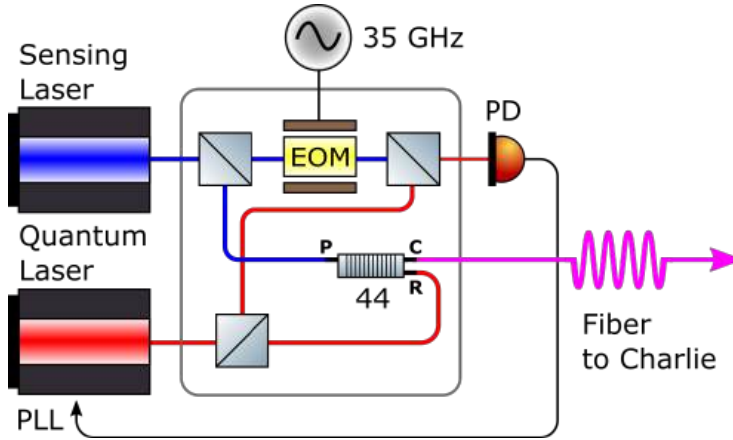 35 GHz
Sensing
Laser
PD
EOM
Quantum
Laser
P
C
R
44
Fiber
to Charlie
PLL